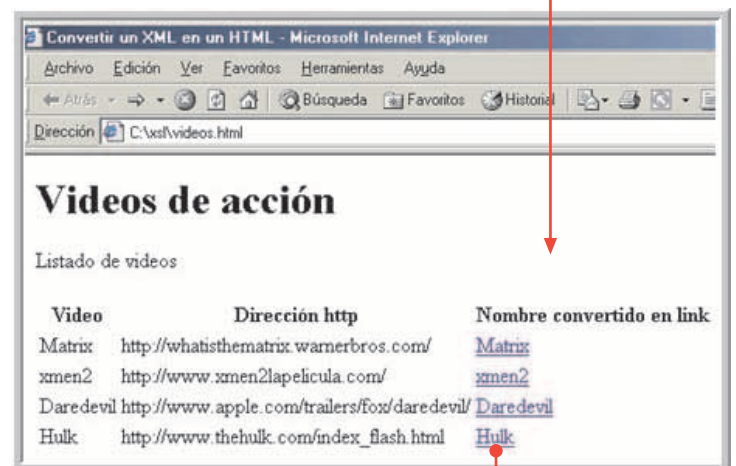 Convertir un XML en un HTML - Microsoft Internet Explorer
Archivo Edición Ver Favoritos Herramientas Ayuda
Atrás Búsqueda Favoritos Historial
Dirección C:\xsl\videos.html
Videos de acción
Listado de videos
Video Dirección http Nombre convertido en link
Matrix http://whatisthematrix.warnerbros.com/ Matrix
xmen2 http://www.xmen2lapelicula.com/ xmen2
Daredevil http://www.apple.com/trailers/fox/daredevil/ Daredevil
Hulk http://www.thehulk.com/index_flash.html Hulk